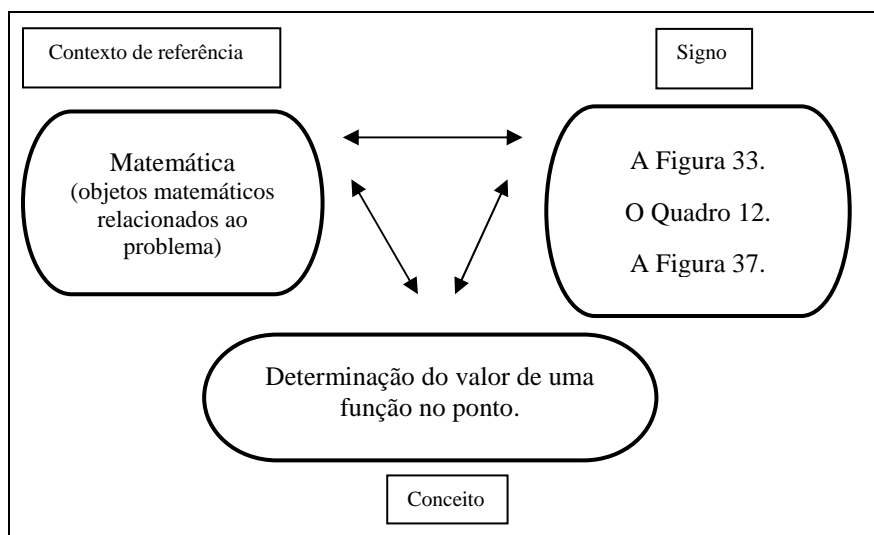 Contexto de referência
Signo
Matemática
(objetos matemáticos
relacionados ao
problema)
A Figura 33.
O Quadro 12.
A Figura 37.
Determinação do valor de uma
função no ponto.
Conceito